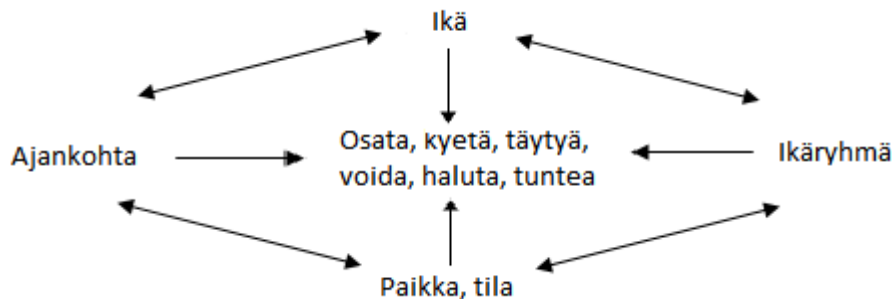 Ikä
Ajankohta
Osata, kyetä, täytyä,
voida, haluta, tuntea
Ikäryhmä
Paikka, tila